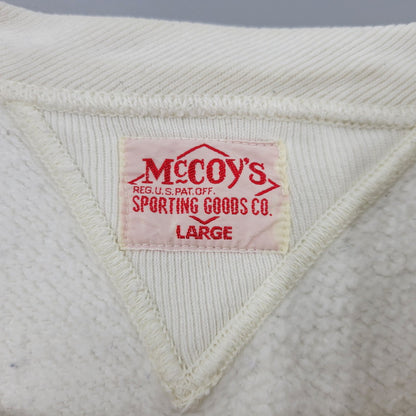 McCOY'S
REG. U.S. PAT. OFF.
SPORTING GOODS CO.
LARGE